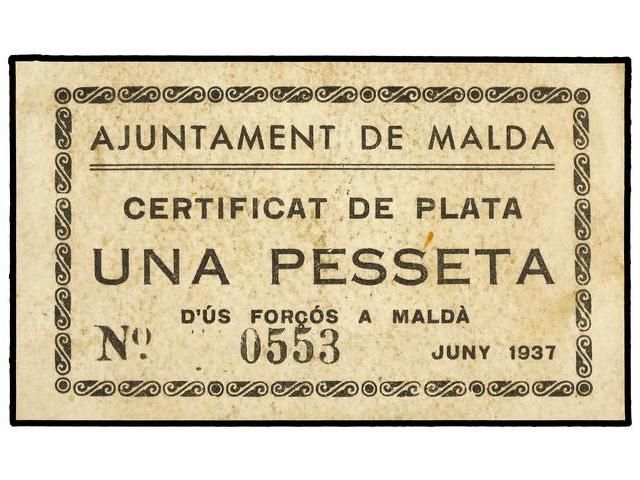 AJUNTAMENT DE MALDA
CERTIFICAT DE PLATA
UNA PESSETA
D'ÚS FORÇÓS A MALDÀ
Nº 0553 JUNY 1937